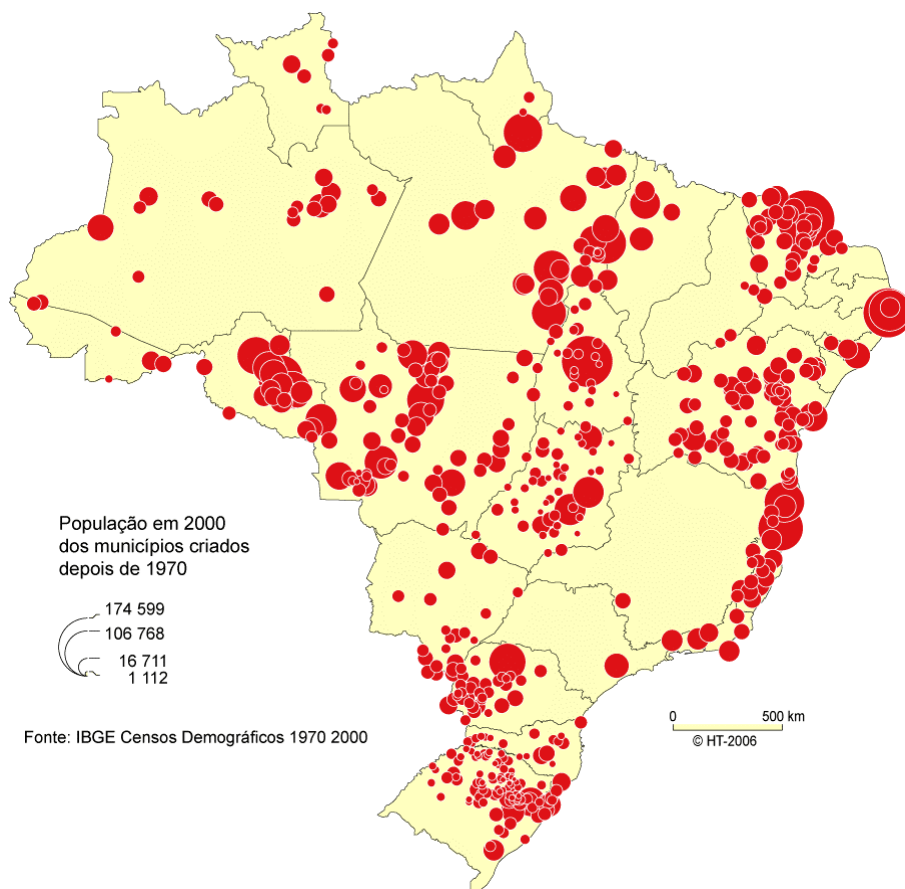 População em 2000
dos municípios criados
depois de 1970
174 599
106 768
16 711
1 112
Fonte: IBGE Censos Demográficos 1970 2000
0 500 km
© HT-2006